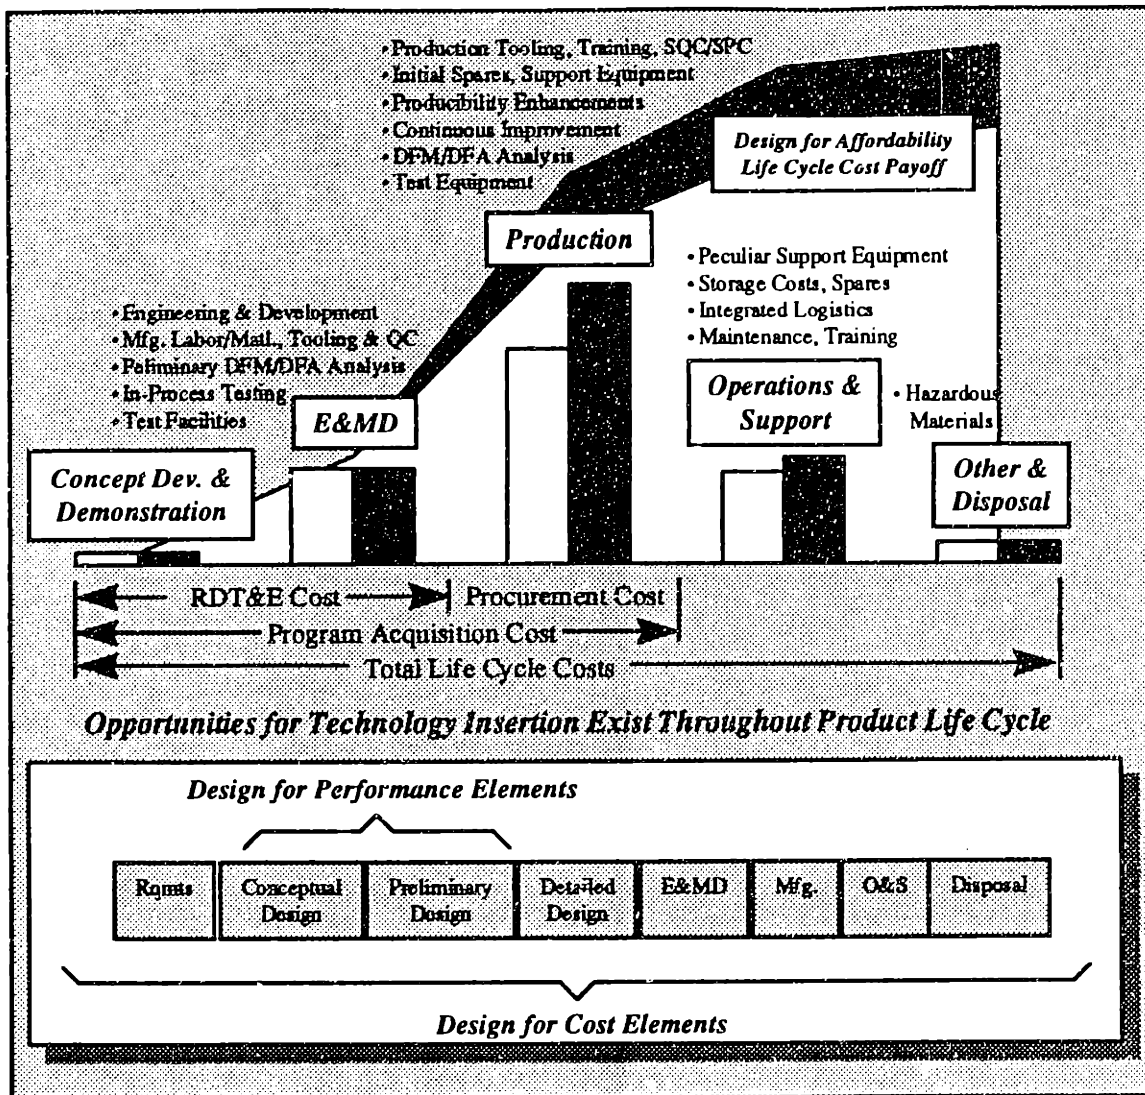 • Production Tooling, Training, SQC/SPC
• Initial Spares, Support Equipment
• Producibility Enhancements
• Continuous Improvement
• DFM/DFA Analysis
• Test Equipment
Design for Affordability
Life Cycle Cost Payoff
Production
• Peculiar Support Equipment
• Storage Costs, Spares
• Integrated Logistics
• Maintenance, Training
• Engineering & Development
• Mfg. Labor/Matl., Tooling & QC
• Peliminary DFM/DFA Analysis
• In-Process Testing
• Test Facilities
E&MD
Operations &
Support
• Hazardous
Materials
Concept Dev. &
Demonstration
Other &
Disposal
RDT&E Cost
Procurement Cost
Program Acquisition Cost
Total Life Cycle Costs
Opportunities for Technology Insertion Exist Throughout Product Life Cycle
Design for Performance Elements
Rqmts
Conceptual
Design
Preliminary
Design
Detailed
Design
E&MD
Mfg.
O&S
Disposal
Design for Cost Elements